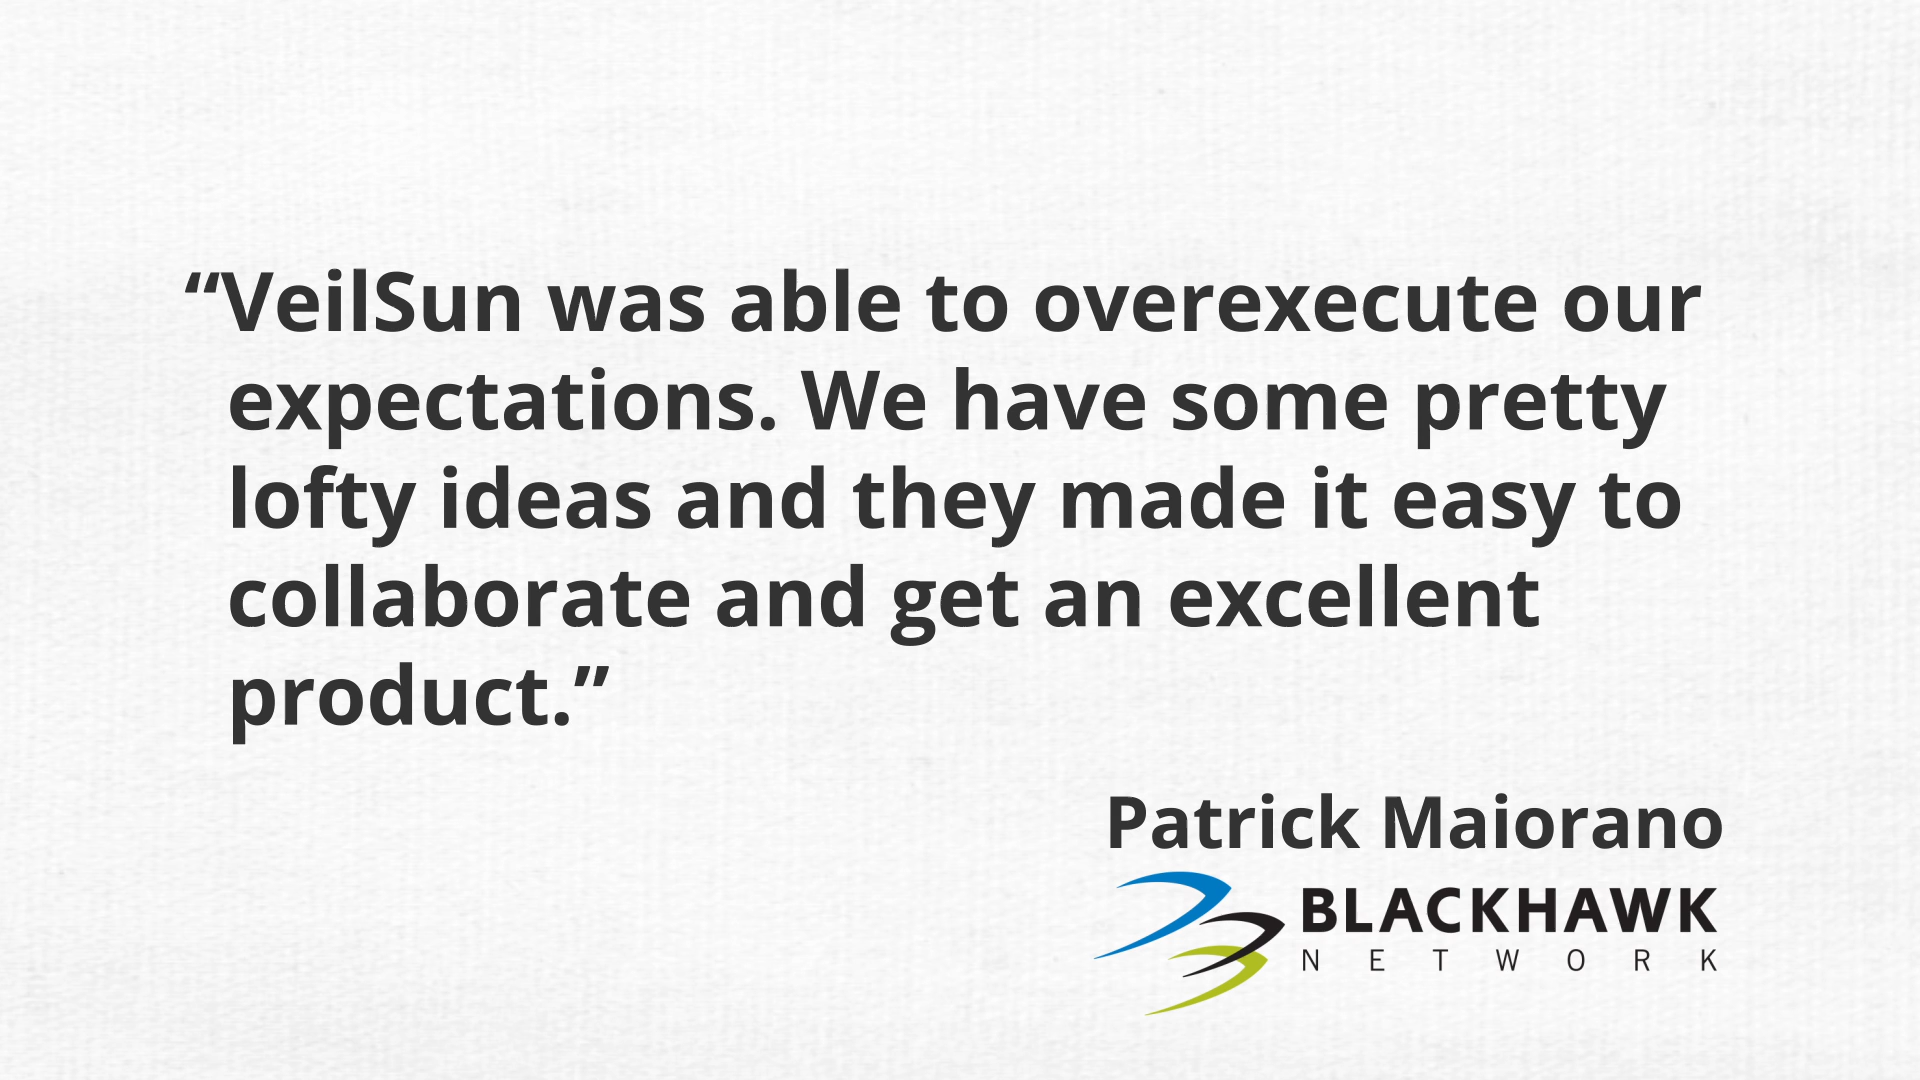 “VeilSun was able to overexecute our
expectations. We have some pretty
lofty ideas and they made it easy to
collaborate and get an excellent
product.”
Patrick Maiorano
BLACKHAWK
NETWORK